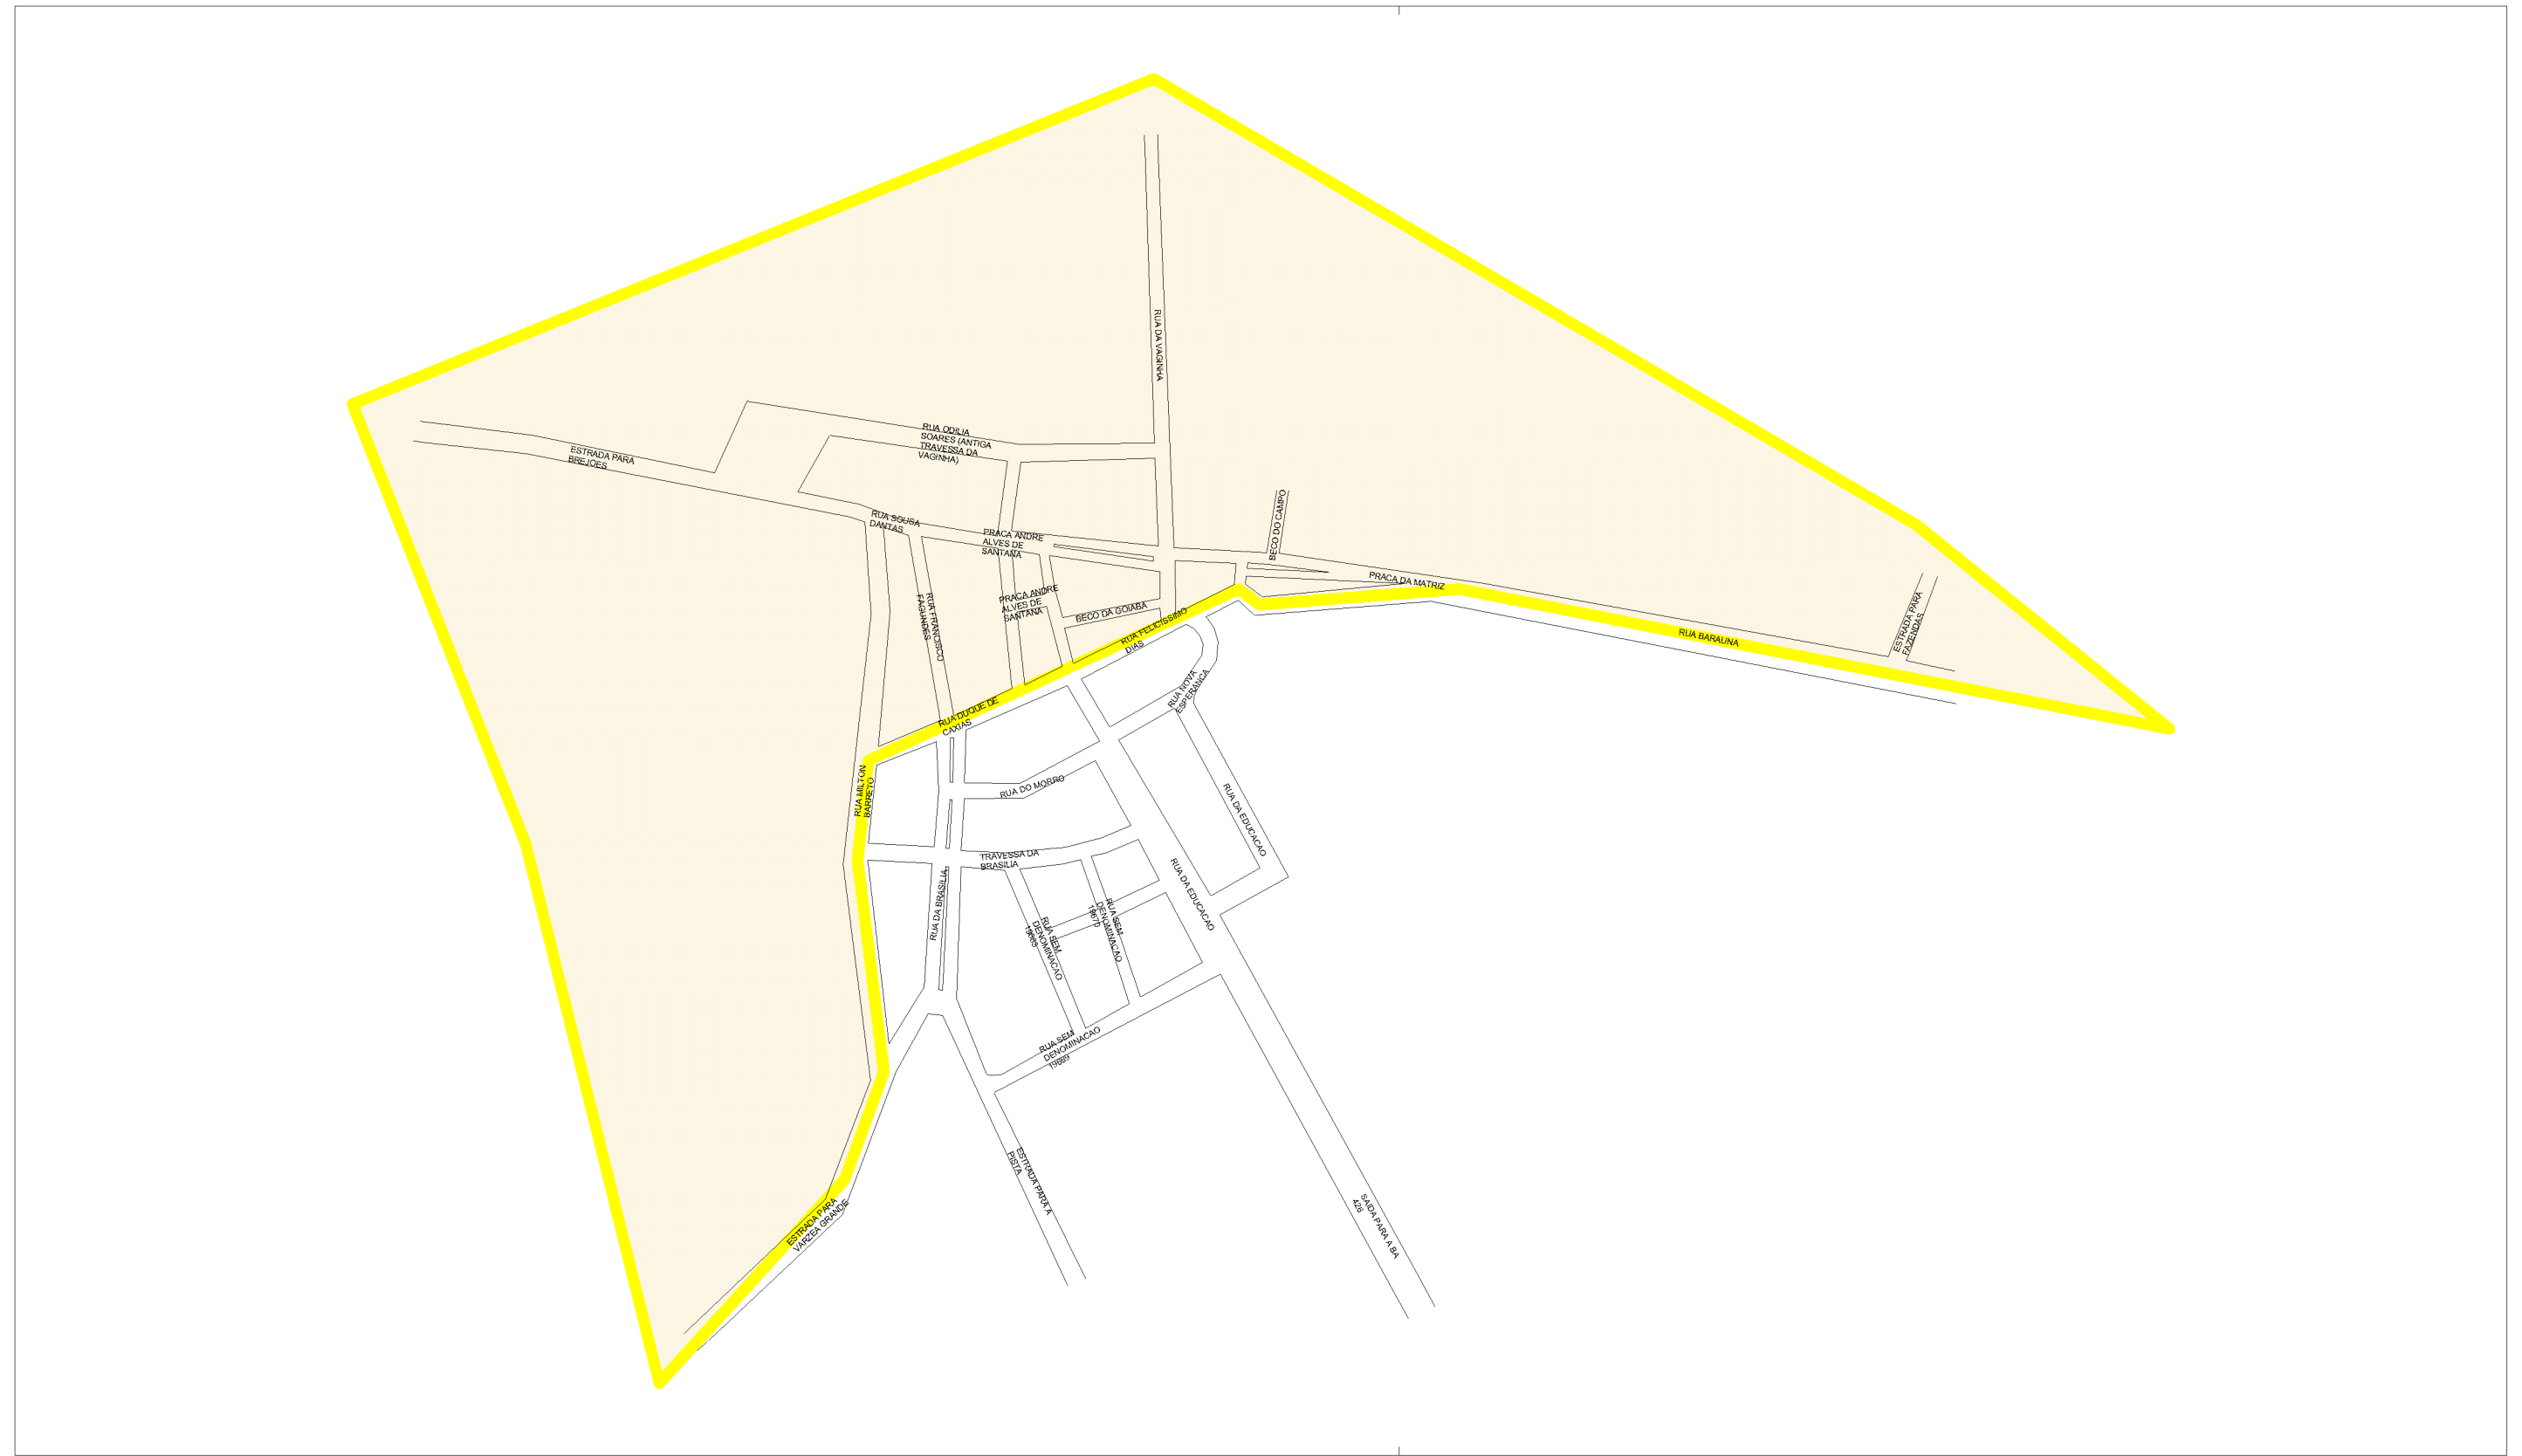 RUA DA VAGINHA
RUA ODILIA
SOARES (ANTIGA
TRAVESSA DA
VAGINHA)
ESTRADA PARA
BREJOES
RUA SOUSA
DANTAS
PRACA ANDRE
ALVES DE
SANTANA
BECO DO CAMPO
PRACA DA MATRIZ
PRACA ANDRE
ALVES DE
SANTANA
BECO DA GOIABA
RUA FRANCISCO
FAGUNDES
RUA FELICISSIMO
DIAS
RUA BARAUNA
ESTRADA PARA
FAZENDAS
RUA NOVA
ESPERANCA
RUA DUQUE DE
CAXIAS
RUA MILTON
BARRETO
RUA DO MORRO
RUA DA EDUCACAO
TRAVESSA DA
BRASILIA
RUA DA BRASILIA
RUA DA EDUCACAO
RUA SEM
DENOMINACAO
19670
RUA SEM
DENOMINACAO
RUA SEM
DENOMINACAO
19669
ESTRADA PARA A
PISTA
SAIDA PARA A BA
426
ESTRADA PARA
VARZEA GRANDE